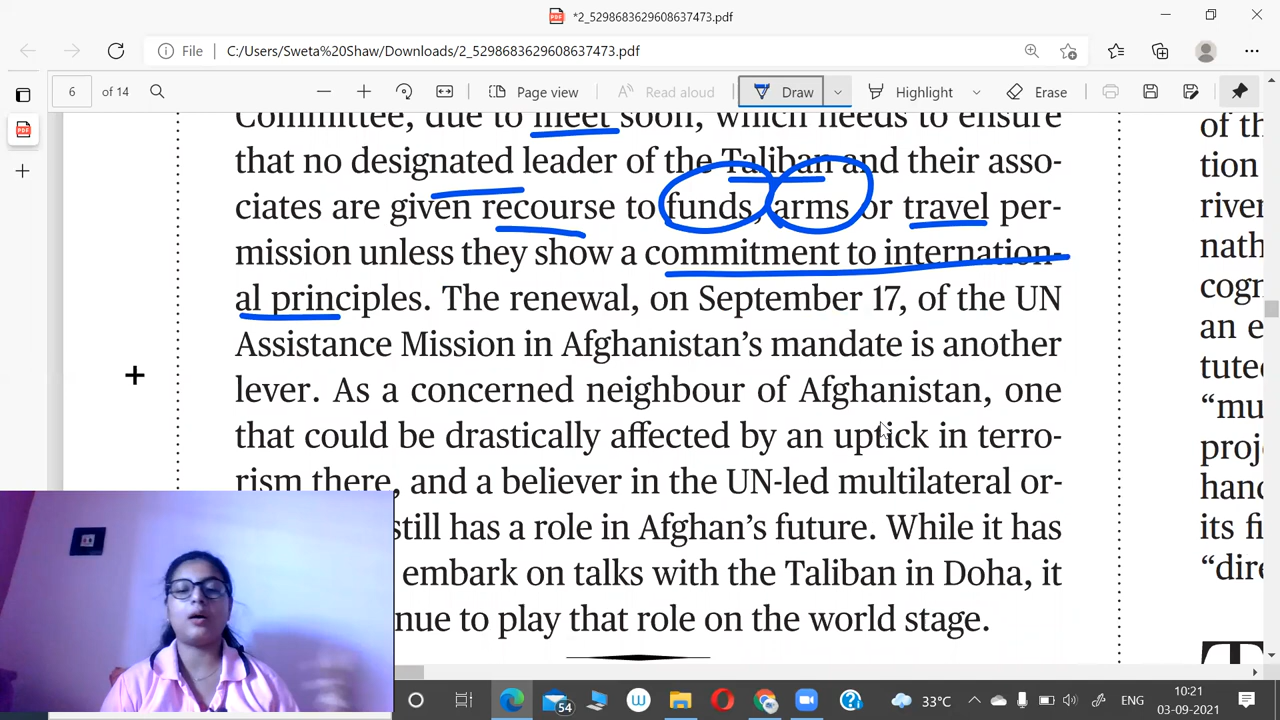 *2_5298683629608637473.pdf
File C:/Users/Sweta%20Shaw/Downloads/2_5298683629608637473.pdf
6 of 14 Page view Read aloud Draw Highlight Erase
Committee, due to meet soon, which needs to ensure
that no designated leader of the Taliban and their asso-
ciates are given recourse to funds, arms or travel per-
mission unless they show a commitment to internation-
al principles. The renewal, on September 17, of the UN
Assistance Mission in Afghanistan's mandate is another
lever. As a concerned neighbour of Afghanistan, one
that could be drastically affected by an uptick in terro-
rism there, and a believer in the UN-led multilateral or-
still has a role in Afghan's future. While it has
embark on talks with the Taliban in Doha, it
nue to play that role on the world stage.
of th
tion
river
nath
cogn
an e
tuted
“mu
proj
hand
its fi
“dire
54 33°C ENG 10:21
03-09-2021